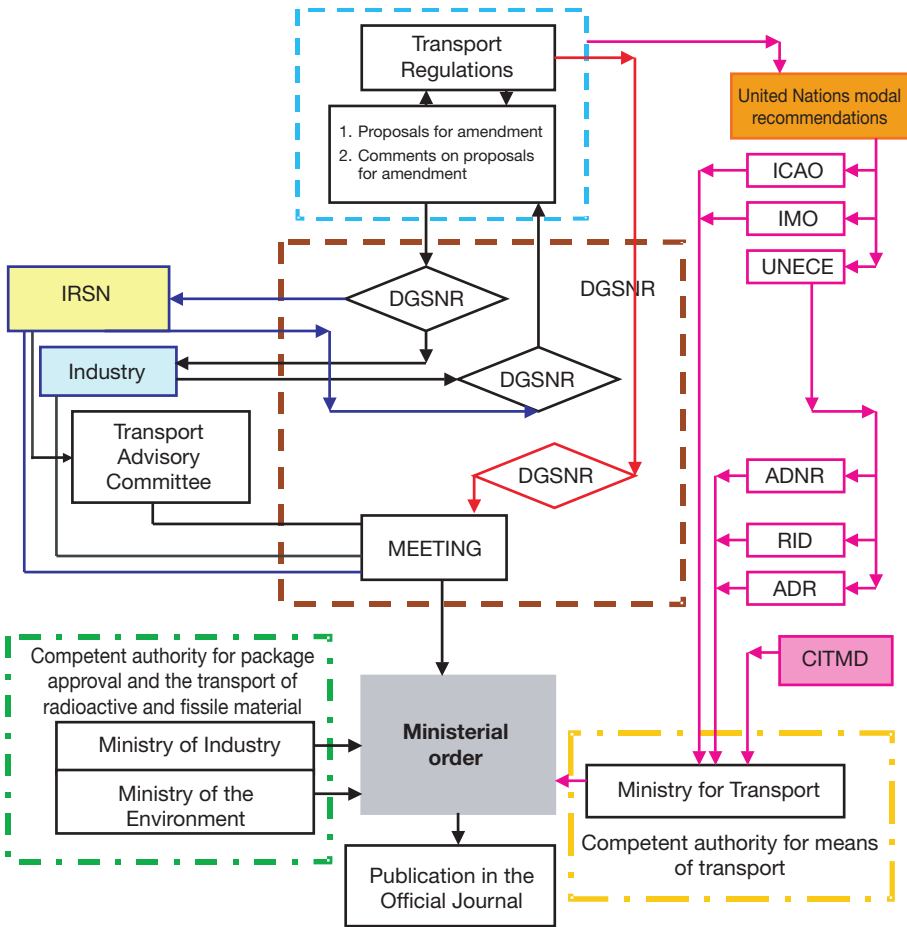 Transport
Regulations
1. Proposals for amendment
2. Comments on proposals
for amendment
United Nations modal
recommendations
ICAO
IMO
UNECE
IRSN
DGSNR
DGSNR
Industry
DGSNR
Transport
Advisory
Committee
DGSNR
ADNR
MEETING
RID
ADR
CITMD
Competent authority for package
approval and the transport of
radioactive and fissile material
Ministry of Industry
Ministry of the
Environment
Ministerial
order
Ministry for Transport
Competent authority for means
of transport
Publication in the
Official Journal